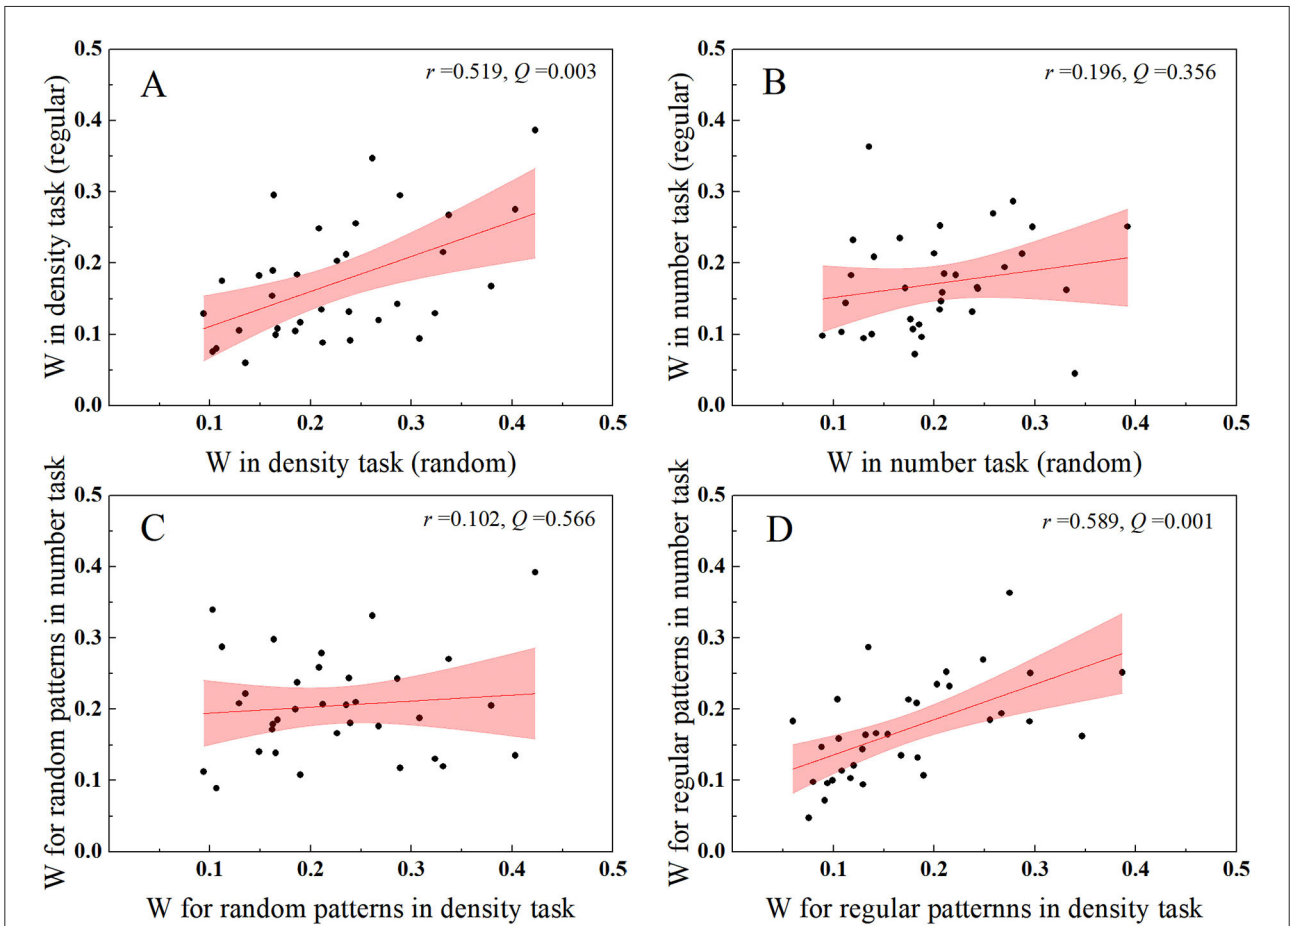 A
r =0.519, Q =0.003
W in density task (regular)
0.5
0.4
0.3
0.2
0.1
0.0
0.1 0.2 0.3 0.4 0.5
W in density task (random)
B
r =0.196, Q =0.356
W in number task (regular)
0.5
0.4
0.3
0.2
0.1
0.0
0.1 0.2 0.3 0.4 0.5
W in number task (random)
C
r =0.102, Q =0.566
W for random patterns in number task
0.5
0.4
0.3
0.2
0.1
0.0
0.1 0.2 0.3 0.4 0.5
W for random patterns in density task
D
r =0.589, Q =0.001
W for regular patterns in number task
0.5
0.4
0.3
0.2
0.1
0.0
0.1 0.2 0.3 0.4 0.5
W for regular patternns in density task